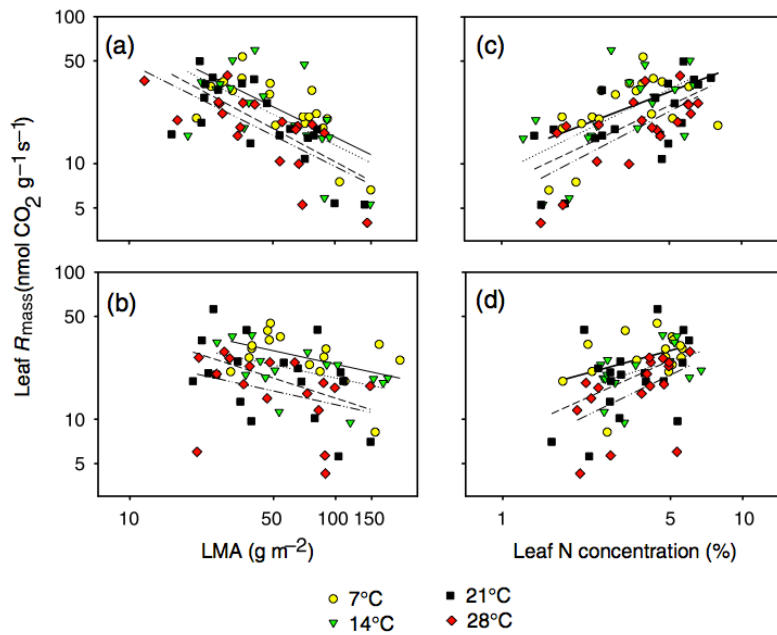 (a)
(c)
100
50
10
5
Leaf Rmass(nmol CO2 g−1s−1)
(b)
(d)
100
50
10
5
10
50
100 150
1
5
10
LMA (g m−2)
Leaf N concentration (%)
7°C
21°C
14°C
28°C